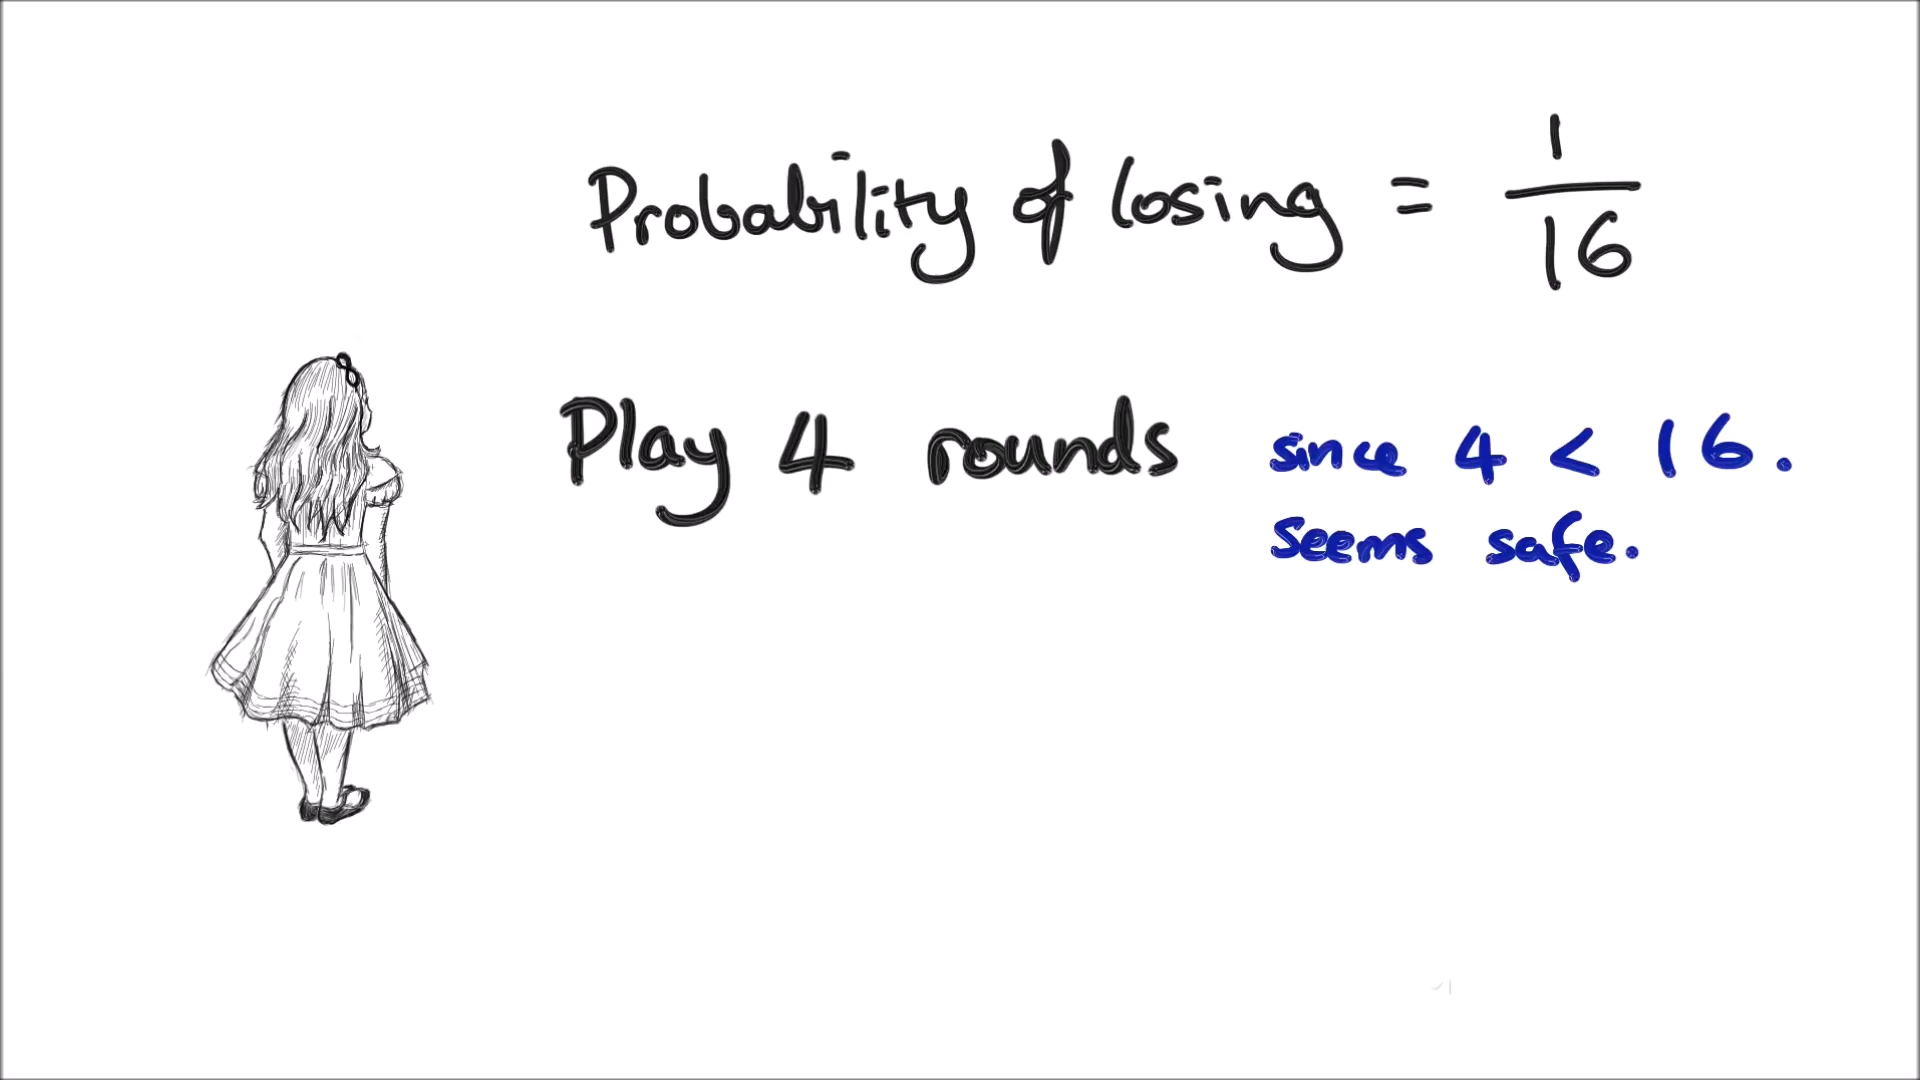 Probability of losing = 1/16
Play 4 rounds since 4 < 16.
Seems safe.